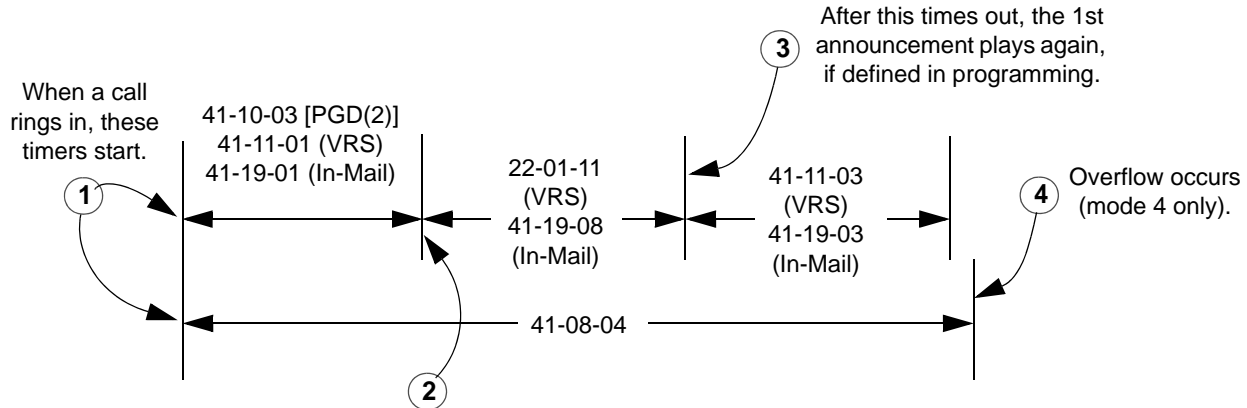 When a call
rings in, these
timers start.
1
41-10-03 [PGD(2)]
41-11-01 (VRS)
41-19-01 (In-Mail)
2
22-01-11
(VRS)
41-19-08
(In-Mail)
3
After this times out, the 1st
announcement plays again,
if defined in programming.
41-11-03
(VRS)
41-19-03
(In-Mail)
4
Overflow occurs
(mode 4 only).
41-08-04